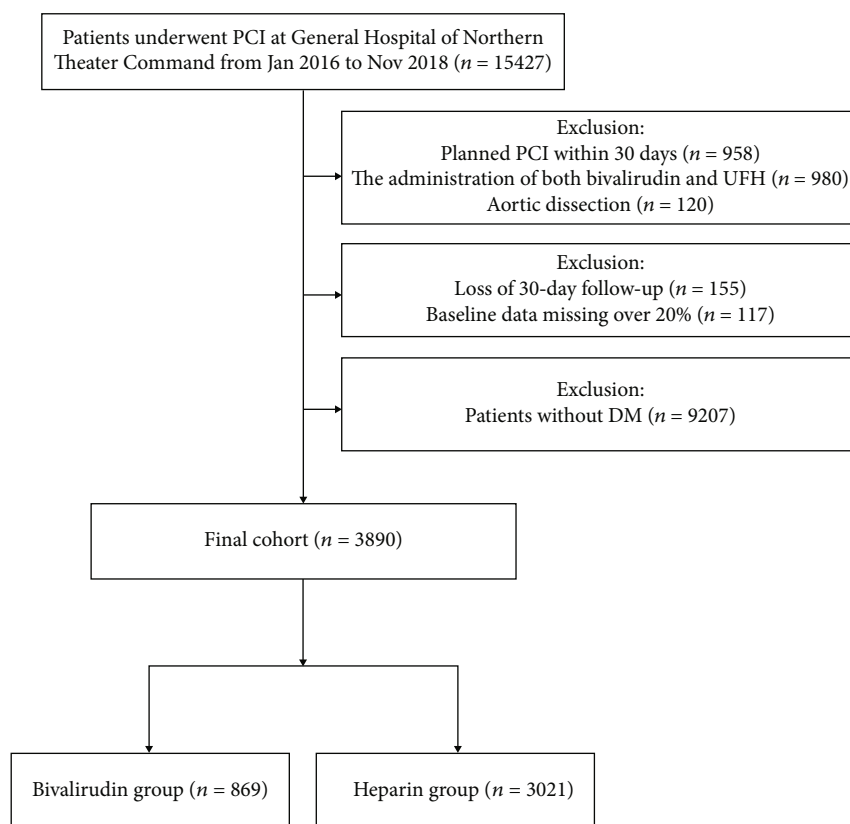 Patients underwent PCI at General Hospital of Northern
Theater Command from Jan 2016 to Nov 2018 (n = 15427)
Exclusion:
Planned PCI within 30 days (n = 958)
The administration of both bivalirudin and UFH (n = 980)
Aortic dissection (n = 120)
Exclusion:
Loss of 30-day follow-up (n = 155)
Baseline data missing over 20% (n = 117)
Exclusion:
Patients without DM (n = 9207)
Final cohort (n = 3890)
Bivalirudin group (n = 869)
Heparin group (n = 3021)